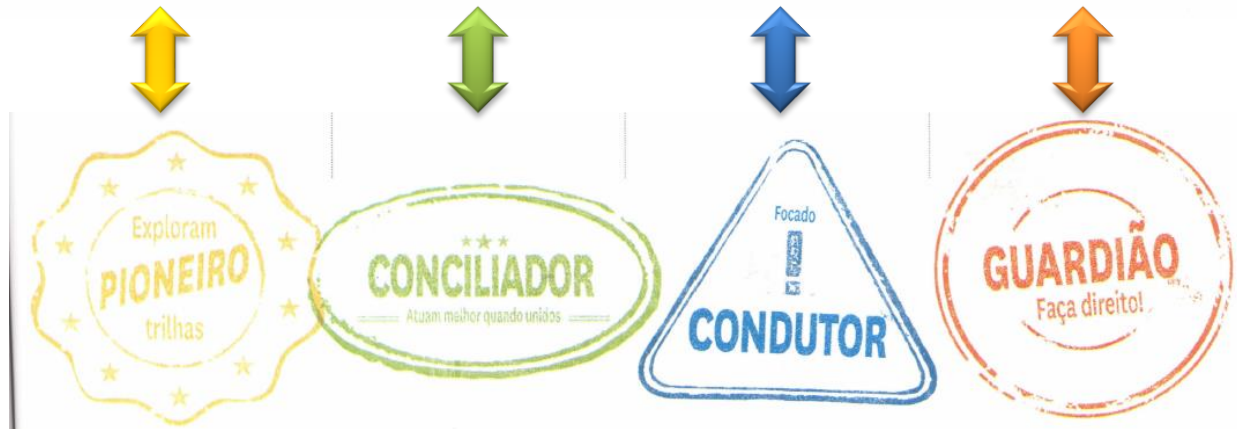 Exploram
PIONEIRO
trilhas
CONCILIADOR
Atuam melhor quando unidos
Focado
!
CONDUTOR
GUARDIÃO
Faça direito!